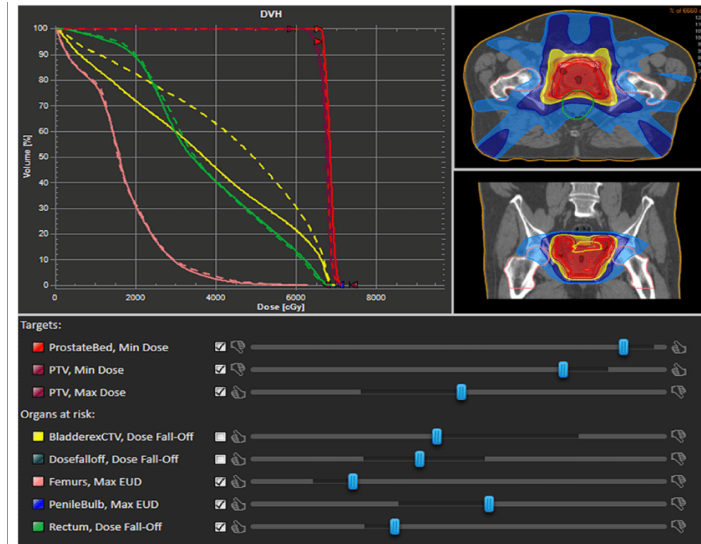 DVH
% of 6660 c
100
90
80
70
60
50
40
30
20
10
0
Volume [%]
0 2000 4000 6000 8000
Dose [cGy]
Targets:
ProstateBed, Min Dose
PTV, Min Dose
PTV, Max Dose
Organs at risk:
BladderexCTV, Dose Fall-Off
Dosefalloff, Dose Fall-Off
Femurs, Max EUD
PenileBulb, Max EUD
Rectum, Dose Fall-Off